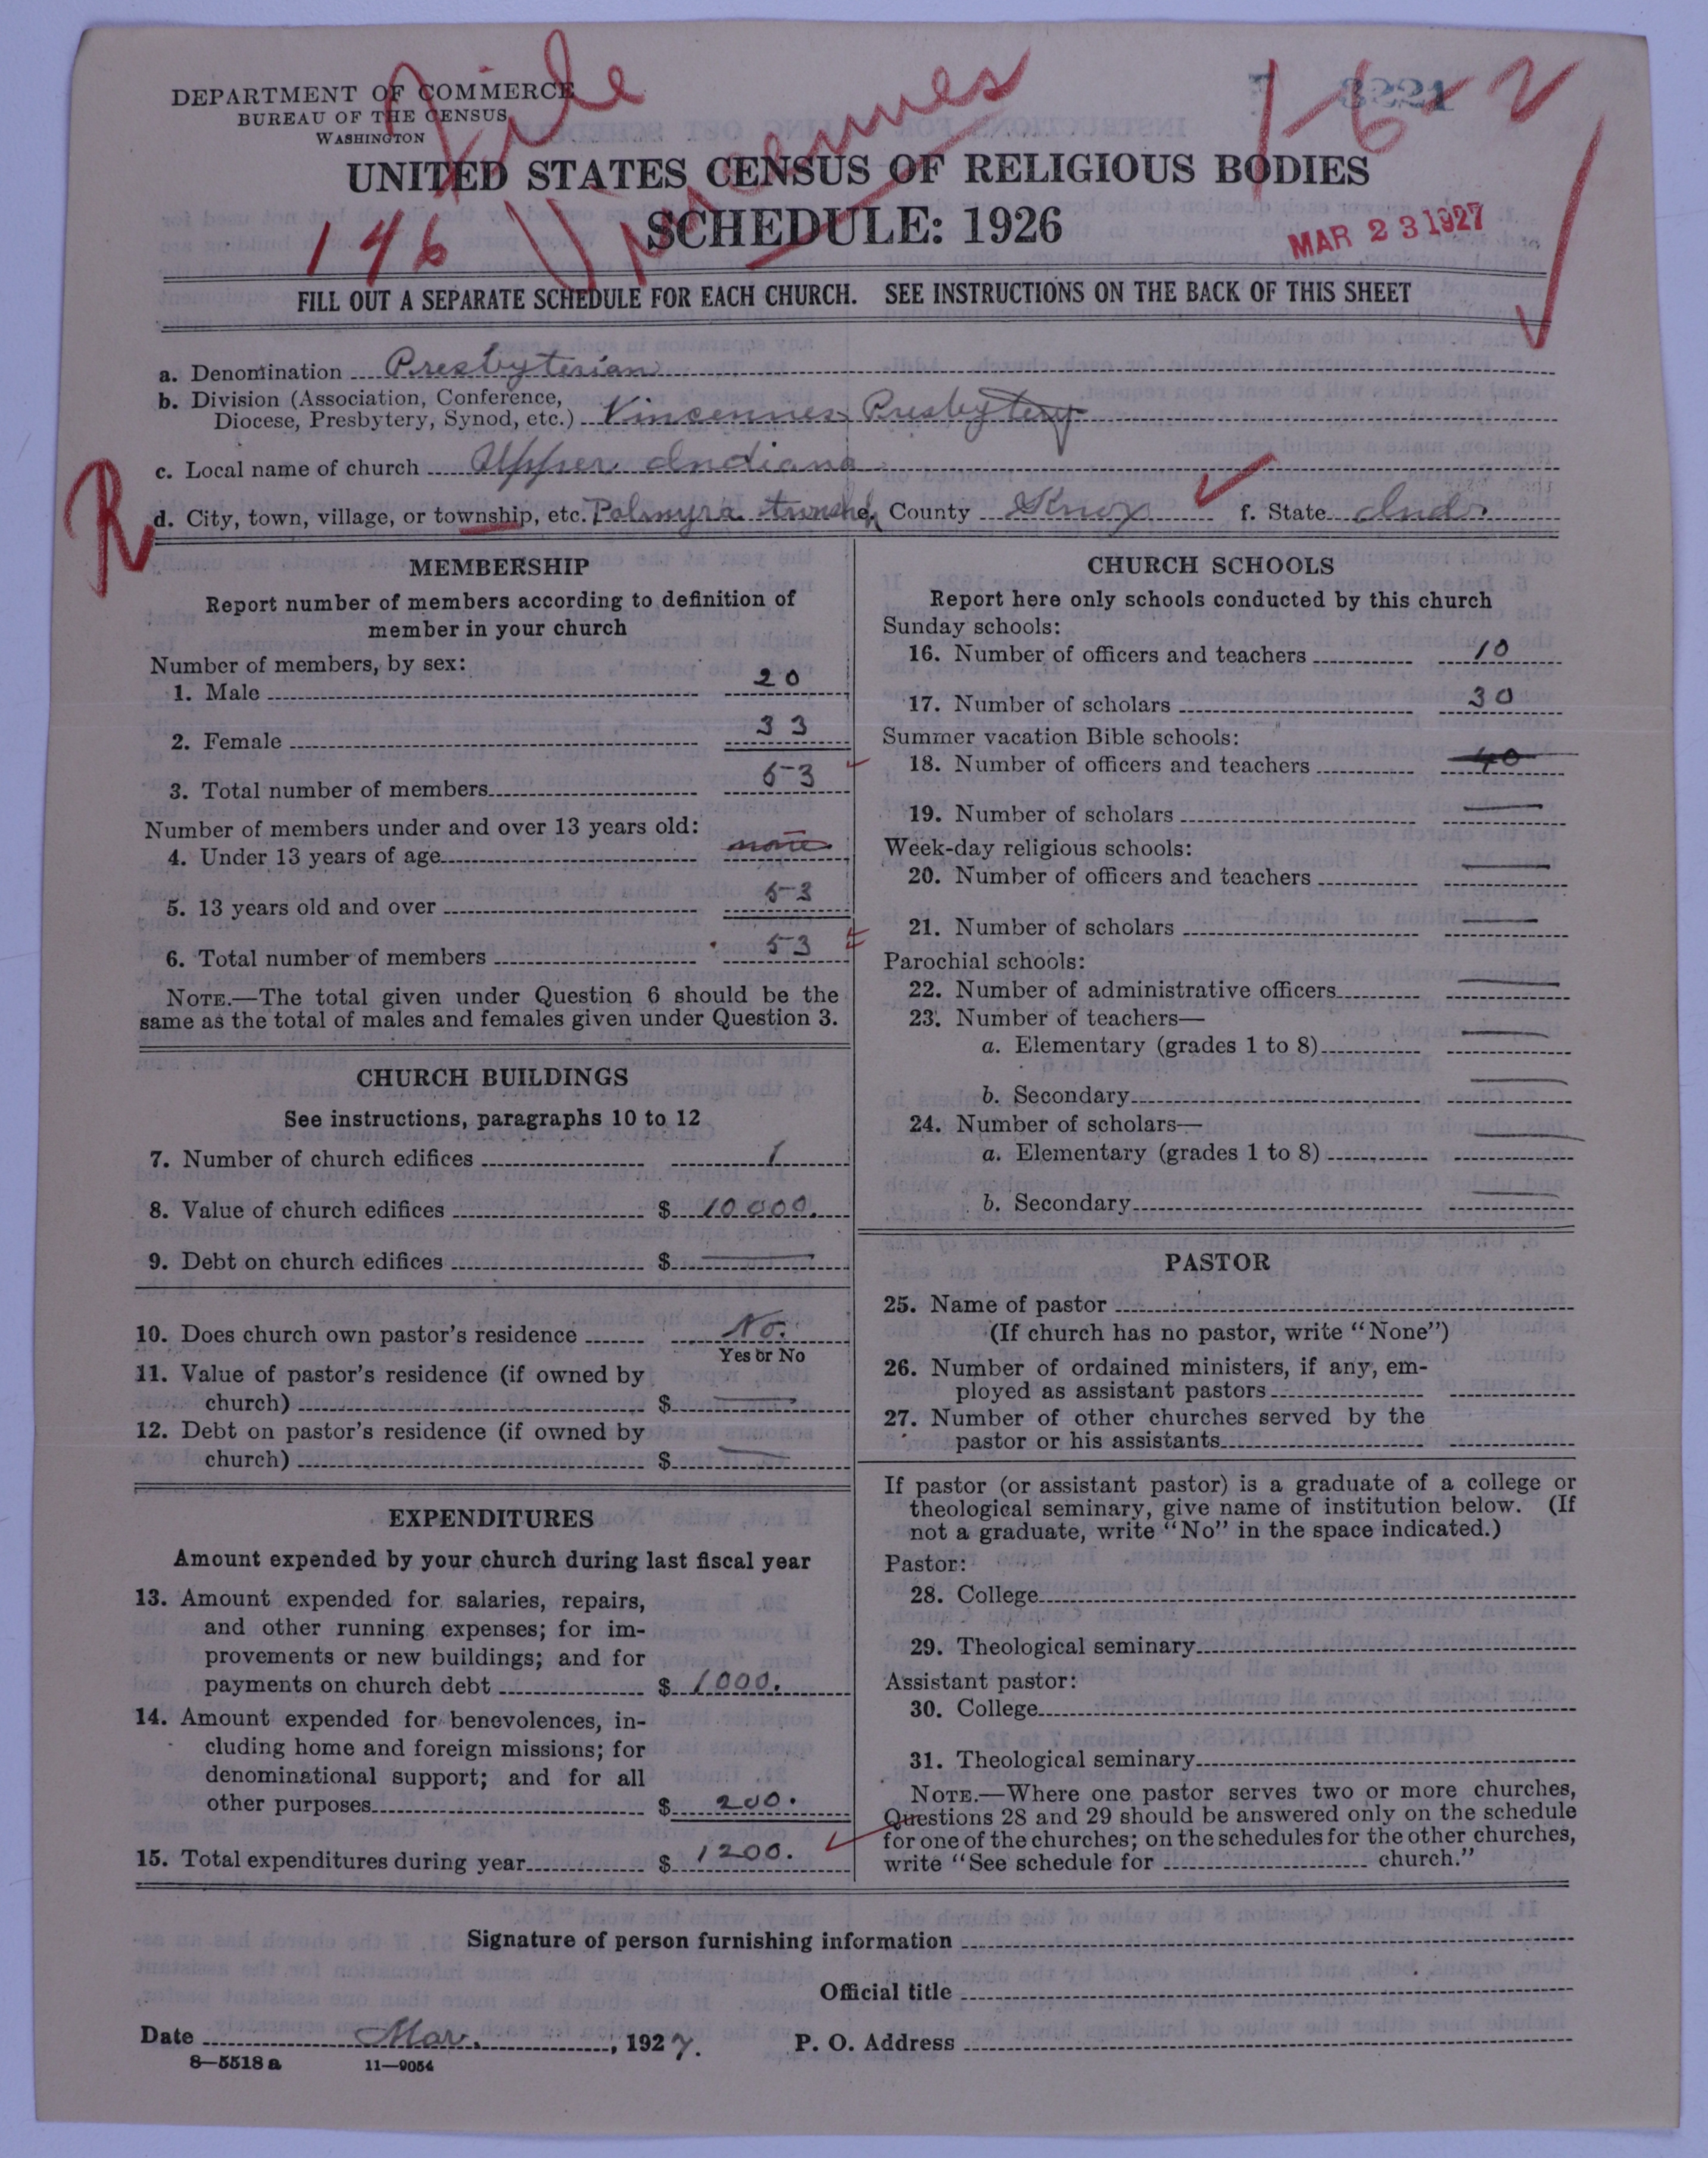 File Vincennes 1-6-2
3221
DEPARTMENT OF COMMERCE
BUREAU OF THE CENSUS
WASHINGTON
UNITED STATES CENSUS OF RELIGIOUS BODIES
146
SCHEDULE: 1926
MAR 23 1927
FILL OUT A SEPARATE SCHEDULE FOR EACH CHURCH. SEE INSTRUCTIONS ON THE BACK OF THIS SHEET
a. Denomination Presbyterian
b. Division (Association, Conference,
Diocese, Presbytery, Synod, etc.) Vincennes Presbytery
c. Local name of church Upper Indiana
R
d. City, town, village, or township, etc. Palmyra townsh e. County Knox f. State Ind.
MEMBERSHIP
Report number of members according to definition of
member in your church
Number of members, by sex:
1. Male 20
2. Female 33
3. Total number of members 53
Number of members under and over 13 years old:
4. Under 13 years of age none
5. 13 years old and over 53
6. Total number of members 53
NOTE.—The total given under Question 6 should be the
same as the total of males and females given under Question 3.
CHURCH BUILDINGS
See instructions, paragraphs 10 to 12
7. Number of church edifices 1
8. Value of church edifices $ 10000.
9. Debt on church edifices $ —
10. Does church own pastor's residence No.
Yes or No
11. Value of pastor's residence (if owned by
church) $ —
12. Debt on pastor's residence (if owned by
church) $ —
EXPENDITURES
Amount expended by your church during last fiscal year
13. Amount expended for salaries, repairs,
and other running expenses; for im-
provements or new buildings; and for
payments on church debt $ 1000.
14. Amount expended for benevolences, in-
cluding home and foreign missions; for
denominational support; and for all
other purposes $ 200.
15. Total expenditures during year $ 1200.
CHURCH SCHOOLS
Report here only schools conducted by this church
Sunday schools:
16. Number of officers and teachers 10
17. Number of scholars 30
Summer vacation Bible schools:
18. Number of officers and teachers 40
19. Number of scholars —
Week-day religious schools:
20. Number of officers and teachers —
21. Number of scholars —
Parochial schools:
22. Number of administrative officers —
23. Number of teachers—
a. Elementary (grades 1 to 8) —
b. Secondary —
24. Number of scholars—
a. Elementary (grades 1 to 8) —
b. Secondary —
PASTOR
25. Name of pastor
(If church has no pastor, write "None")
26. Number of ordained ministers, if any, em-
ployed as assistant pastors
27. Number of other churches served by the
pastor or his assistants
If pastor (or assistant pastor) is a graduate of a college or
theological seminary, give name of institution below. (If
not a graduate, write "No" in the space indicated.)
Pastor:
28. College
29. Theological seminary
Assistant pastor:
30. College
31. Theological seminary
NOTE.—Where one pastor serves two or more churches,
Questions 28 and 29 should be answered only on the schedule
for one of the churches; on the schedules for the other churches,
write "See schedule for church."
Signature of person furnishing information
Official title
Date Mar. , 1927. P. O. Address
8—5518 a 11—9054